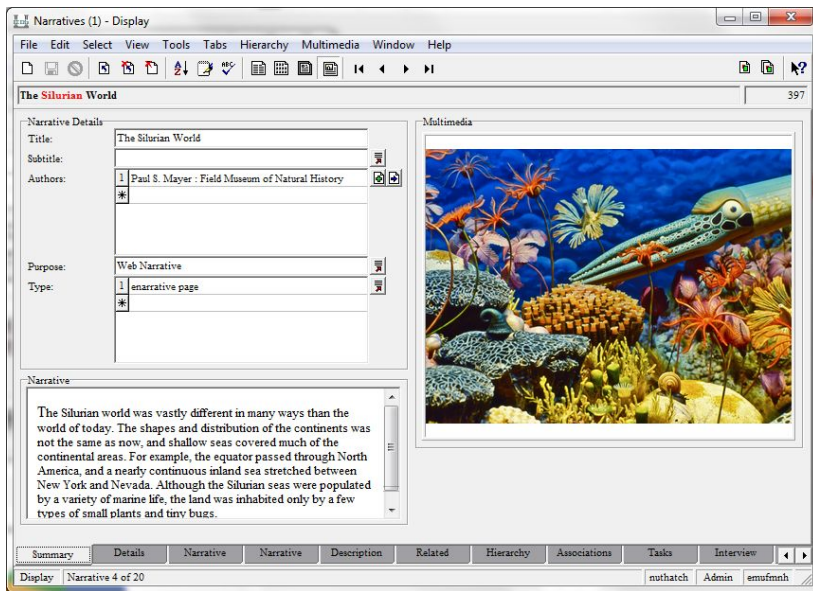 Narratives (1) - Display
File Edit Select View Tools Tabs Hierarchy Multimedia Window Help
The Silurian World 397
Narrative Details
Title: The Silurian World
Subtitle:
Authors: 1 Paul S. Mayer : Field Museum of Natural History
Purpose: Web Narrative
Type: 1 enarrative page
Multimedia
Narrative
The Silurian world was vastly different in many ways than the
world of today. The shapes and distribution of the continents was
not the same as now, and shallow seas covered much of the
continental areas. For example, the equator passed through North
America, and a nearly continuous inland sea stretched between
New York and Nevada. Although the Silurian seas were populated
by a variety of marine life, the land was inhabited only by a few
types of small plants and tiny bugs.
Summary Details Narrative Narrative Description Related Hierarchy Associations Tasks Interview
Display Narrative 4 of 20 nuthatch Admin emufmnh